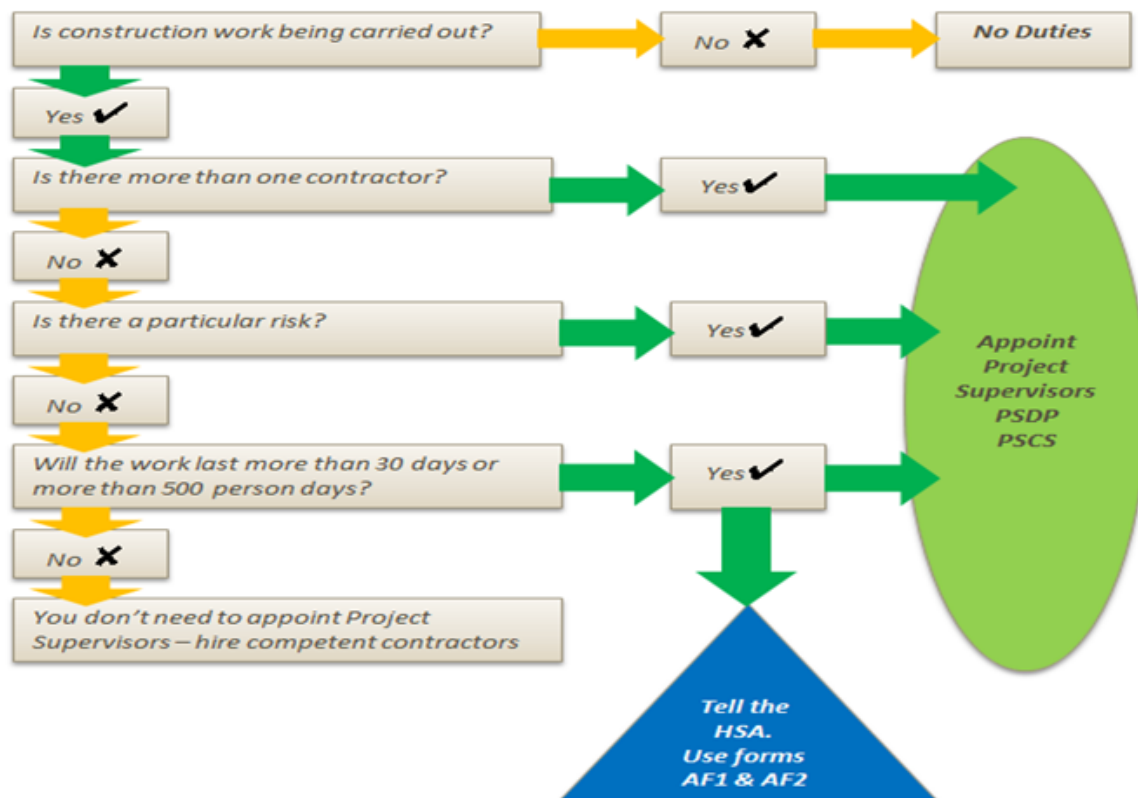 Is construction work being carried out?
No ✘
No Duties
Yes ✔
Is there more than one contractor?
Yes ✔
No ✘
Is there a particular risk?
Yes ✔
No ✘
Will the work last more than 30 days or
more than 500 person days?
Yes ✔
No ✘
You don't need to appoint Project
Supervisors – hire competent contractors
Appoint
Project
Supervisors
PSDP
PSCS
Tell the
HSA.
Use forms
AF1 & AF2